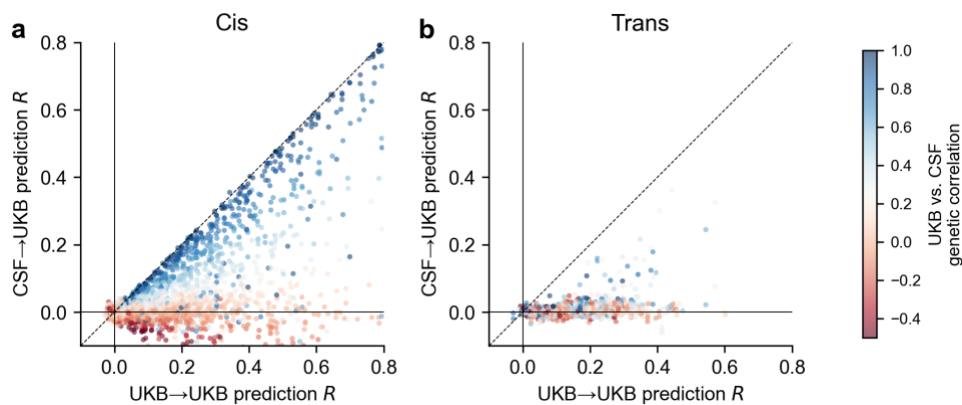 a
Cis
0.8
0.6
0.4
0.2
0.0
CSF→UKB prediction R
0.0 0.2 0.4 0.6 0.8
UKB→UKB prediction R
b
Trans
0.8
0.6
0.4
0.2
0.0
CSF→UKB prediction R
0.0 0.2 0.4 0.6 0.8
UKB→UKB prediction R
1.0
0.8
0.6
0.4
0.2
0.0
−0.2
−0.4
UKB vs. CSF
genetic correlation